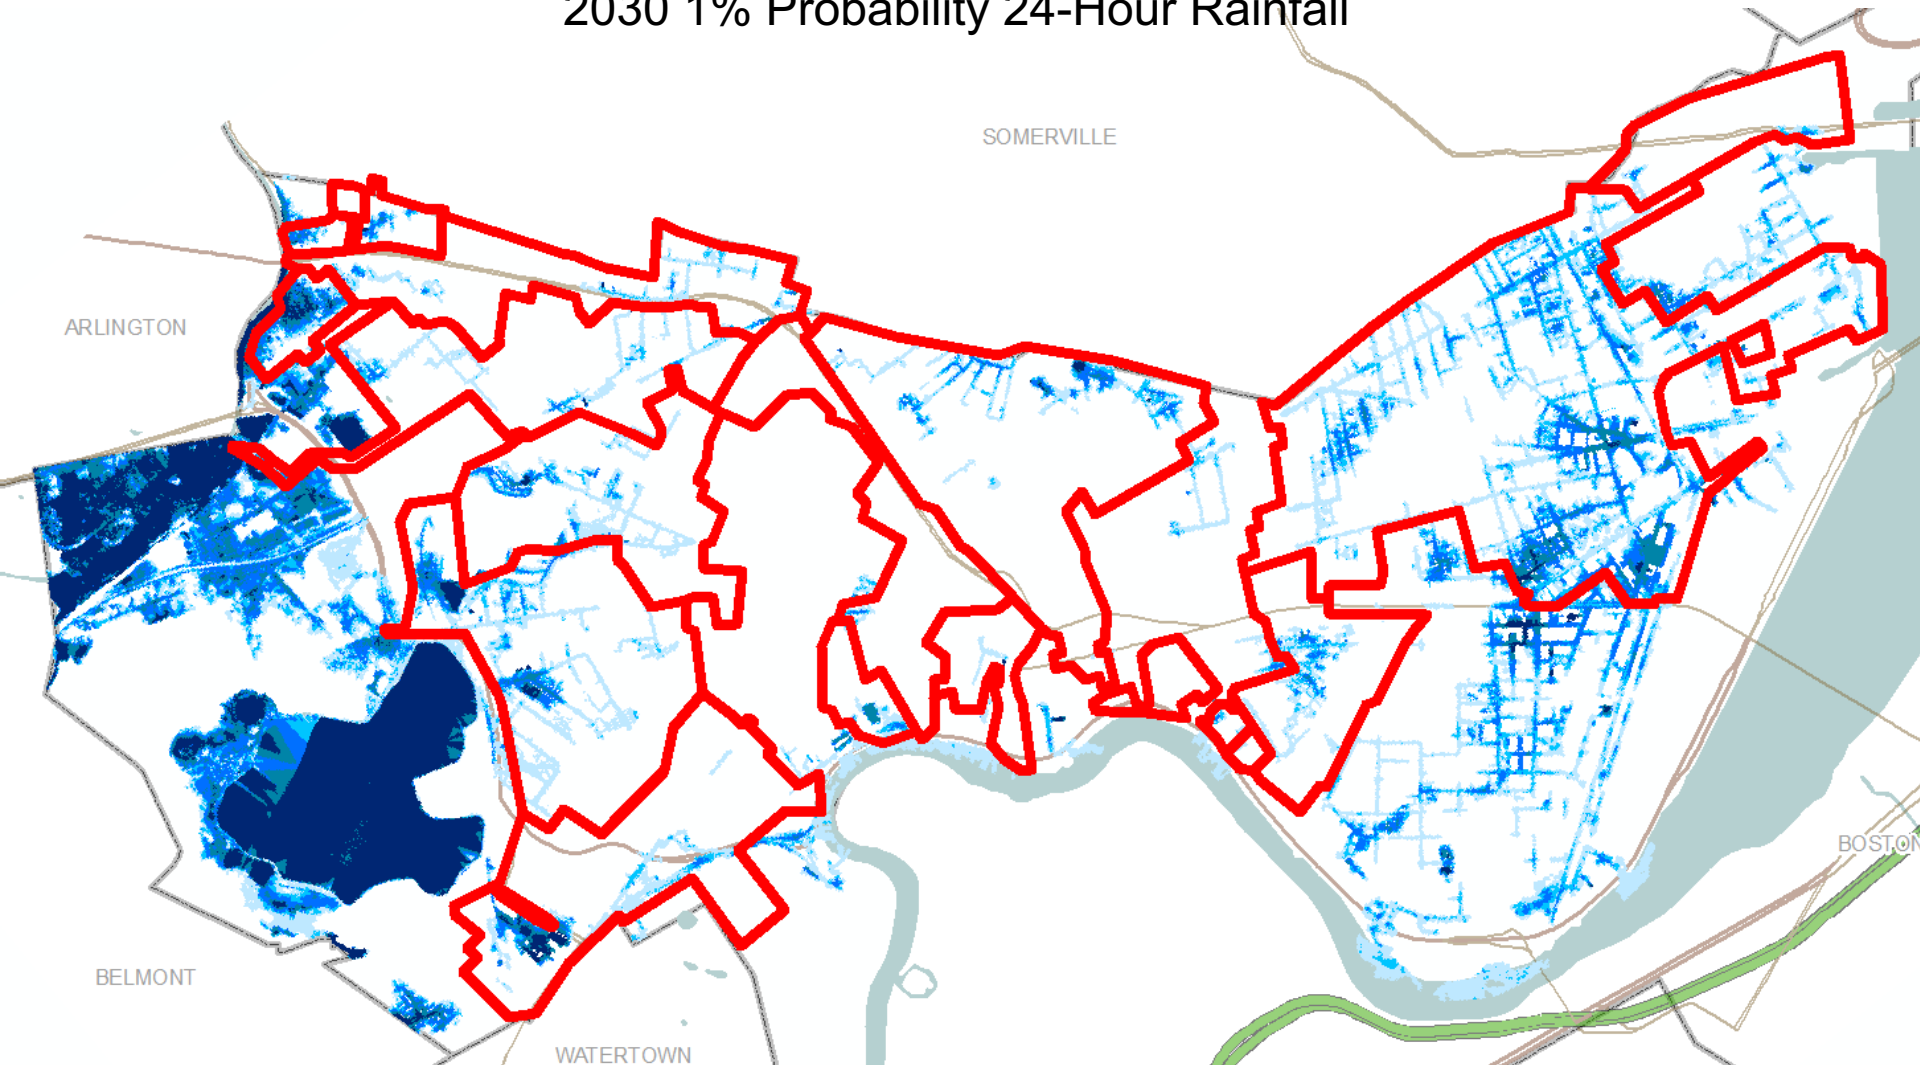 2030 1% Probability 24-Hour Rainfall
SOMERVILLE
ARLINGTON
BOSTON
BELMONT
WATERTOWN